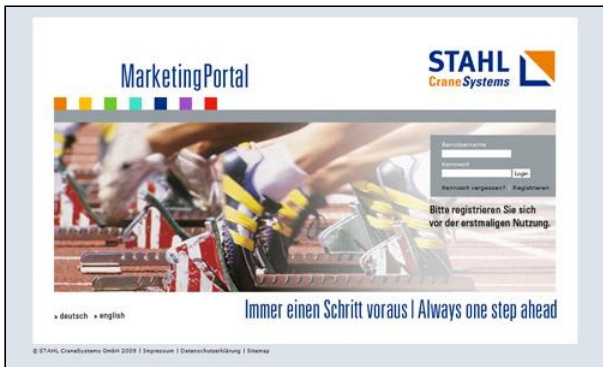 MarketingPortal
STAHL
CraneSystems
Benutzername
Kennwort
Login
Kennwort vergessen? Registrieren
Bitte registrieren Sie sich
vor der erstmaligen Nutzung.
» deutsch » english
Immer einen Schritt voraus | Always one step ahead
© STAHL CraneSystems GmbH 2009 | Impressum | Datenschutzerklärung | Sitemap